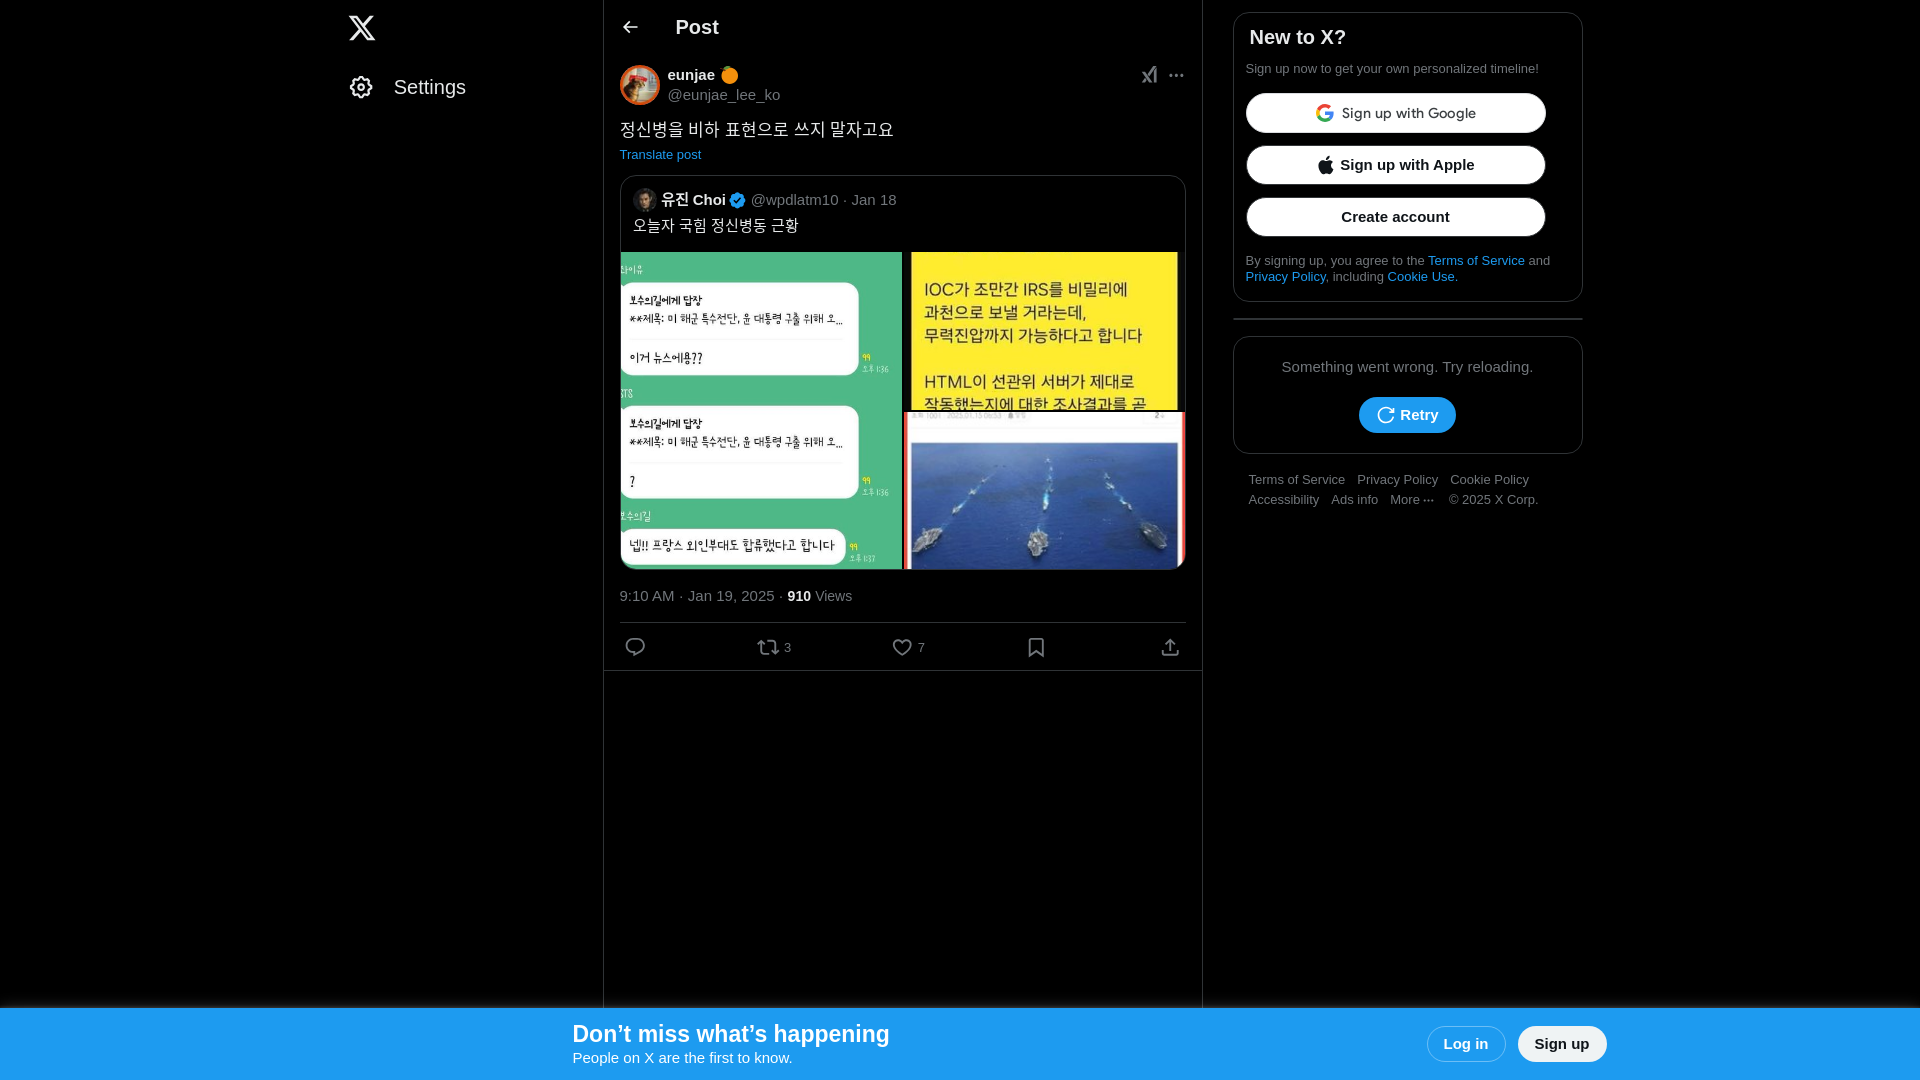 Settings
Post
eunjae 🍊
@eunjae_lee_ko
정신병을 비하 표현으로 쓰지 말자고요
Translate post
유진 Choi @wpdlatm10 · Jan 18
오늘자 국힘 정신병동 근황
보수의길에게 답장
**제목: 미 해군 특수전단, 윤 대통령 구출 위해 오...
이거 뉴스에용??
99
오후 1:36
보수의길에게 답장
**제목: 미 해군 특수전단, 윤 대통령 구출 위해 오...
?
99
오후 1:36
보수의길
넵!! 프랑스 외인부대도 합류했다고 합니다
99
오후 1:37
IOC가 조만간 IRS를 비밀리에
과천으로 보낼 거라는데,
무력진압까지 가능하다고 합니다
HTML이 선관위 서버가 제대로
작동했는지에 대한 조사결과를 곧
9:10 AM · Jan 19, 2025 · 910 Views
3
7
New to X?
Sign up now to get your own personalized timeline!
Sign up with Google
Sign up with Apple
Create account
By signing up, you agree to the Terms of Service and
Privacy Policy, including Cookie Use.
Something went wrong. Try reloading.
Retry
Terms of Service Privacy Policy Cookie Policy
Accessibility Ads info More ··· © 2025 X Corp.
Don’t miss what’s happening
People on X are the first to know.
Log in
Sign up